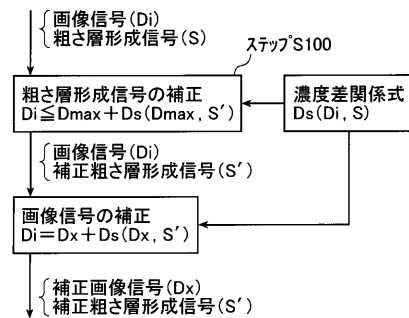 画像信号(Di)
粗さ層形成信号(S)
ステップS100
粗さ層形成信号の補正
Di≦Dmax+Ds(Dmax, S′)
濃度差関係式
Ds(Di, S)
画像信号(Di)
補正粗さ層形成信号(S′)
画像信号の補正
Di=Dx+Ds(Dx, S′)
補正画像信号(Dx)
補正粗さ層形成信号(S′)